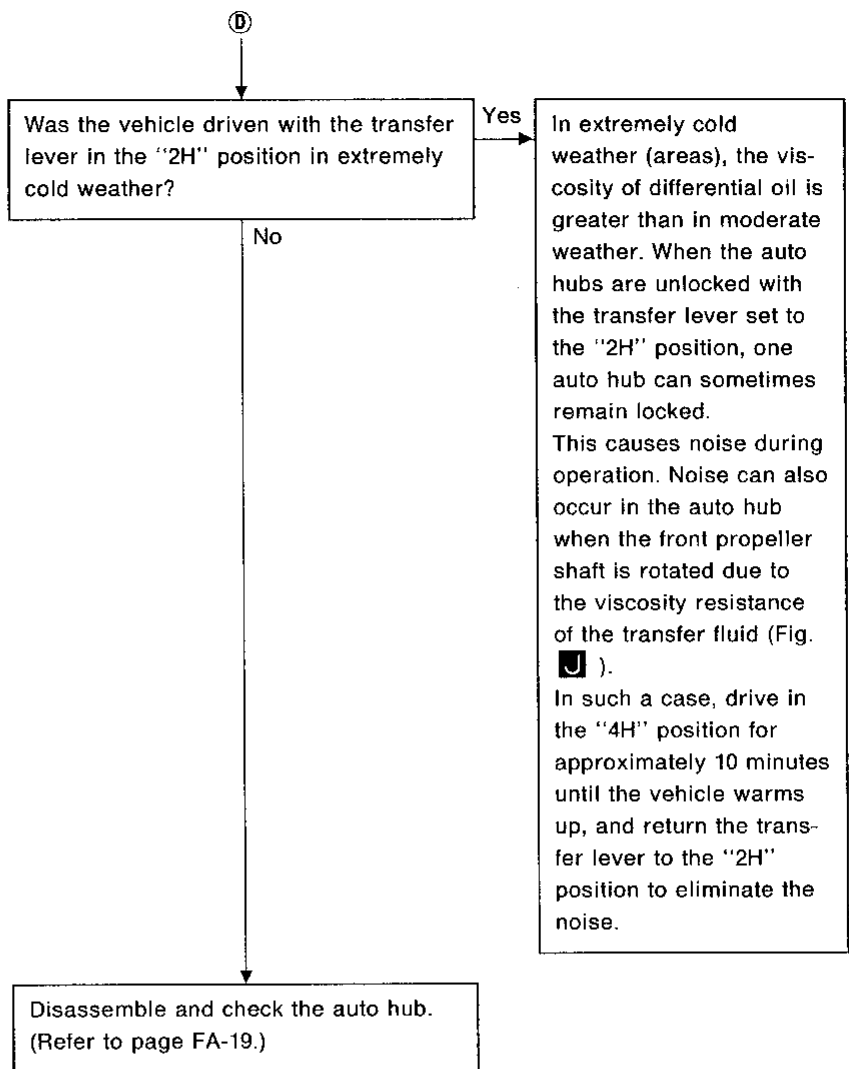 D
Was the vehicle driven with the transfer
lever in the "2H" position in extremely
cold weather?
Yes
No
In extremely cold
weather (areas), the vis-
cosity of differential oil is
greater than in moderate
weather. When the auto
hubs are unlocked with
the transfer lever set to
the "2H" position, one
auto hub can sometimes
remain locked.
This causes noise during
operation. Noise can also
occur in the auto hub
when the front propeller
shaft is rotated due to
the viscosity resistance
of the transfer fluid (Fig.
J ).
In such a case, drive in
the "4H" position for
approximately 10 minutes
until the vehicle warms
up, and return the trans-
fer lever to the "2H"
position to eliminate the
noise.
Disassemble and check the auto hub.
(Refer to page FA-19.)